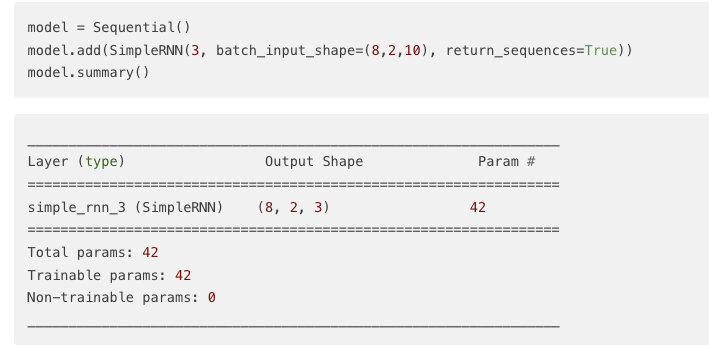 model = Sequential()
model.add(SimpleRNN(3, batch_input_shape=(8,2,10), return_sequences=True))
model.summary()
_________________________________________________________________
Layer (type)                 Output Shape              Param #
=================================================================
simple_rnn_3 (SimpleRNN)    (8, 2, 3)                 42
=================================================================
Total params: 42
Trainable params: 42
Non-trainable params: 0
_________________________________________________________________